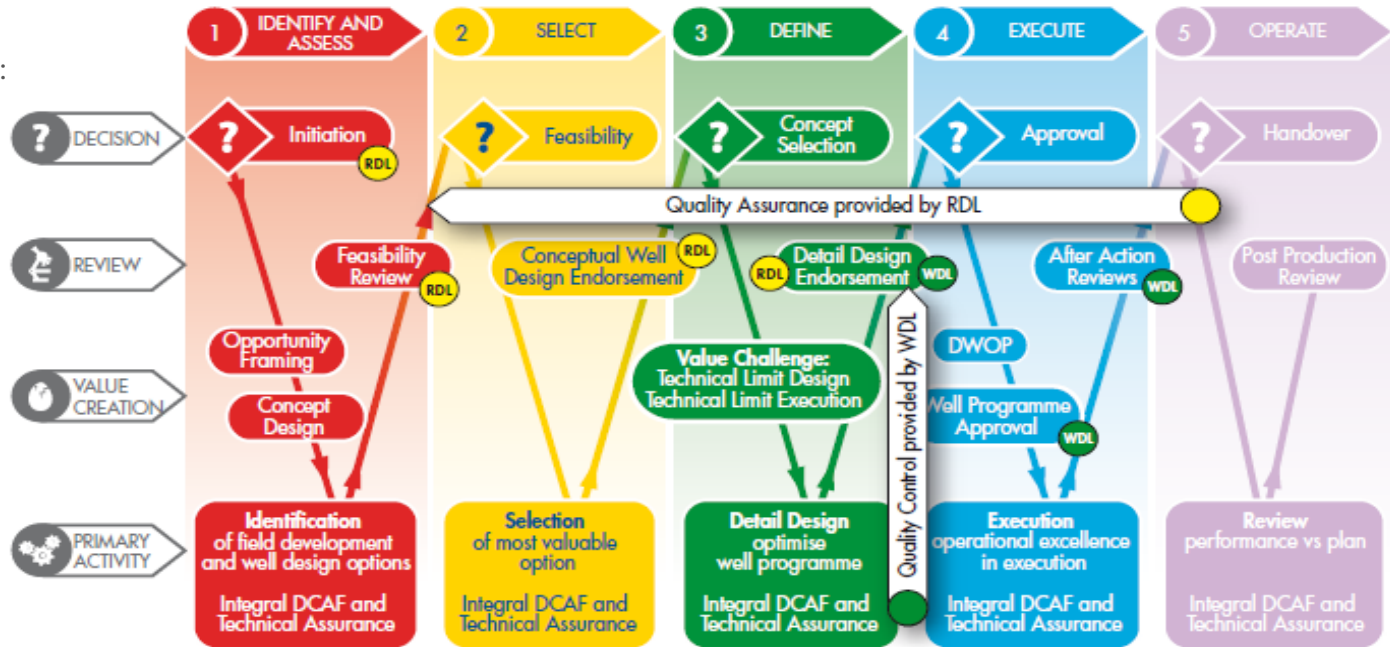 1
IDENTIFY AND
ASSESS
2
SELECT
3
DEFINE
4
EXECUTE
5
OPERATE
:
? DECISION
?
Initiation
RDL
?
Feasibility
?
Concept
Selection
?
Approval
?
Handover
Quality Assurance provided by RDL
REVIEW
Feasibility
Review
RDL
Conceptual Well
Design Endorsement
RDL
RDL
Detail Design
Endorsement
WDL
After Action
Reviews
WDL
Post Production
Review
VALUE
CREATION
Opportunity
Framing
Concept
Design
Value Challenge:
Technical Limit Design
Technical Limit Execution
Quality Control provided by WDL
DWOP
Well Programme
Approval
WDL
PRIMARY
ACTIVITY
Identification
of field development
and well design options
Integral DCAF and
Technical Assurance
Selection
of most valuable
option
Integral DCAF and
Technical Assurance
Detail Design
optimise
well programme
Integral DCAF and
Technical Assurance
Execution
operational excellence
in execution
Integral DCAF and
Technical Assurance
Review
performance vs plan
Integral DCAF and
Technical Assurance